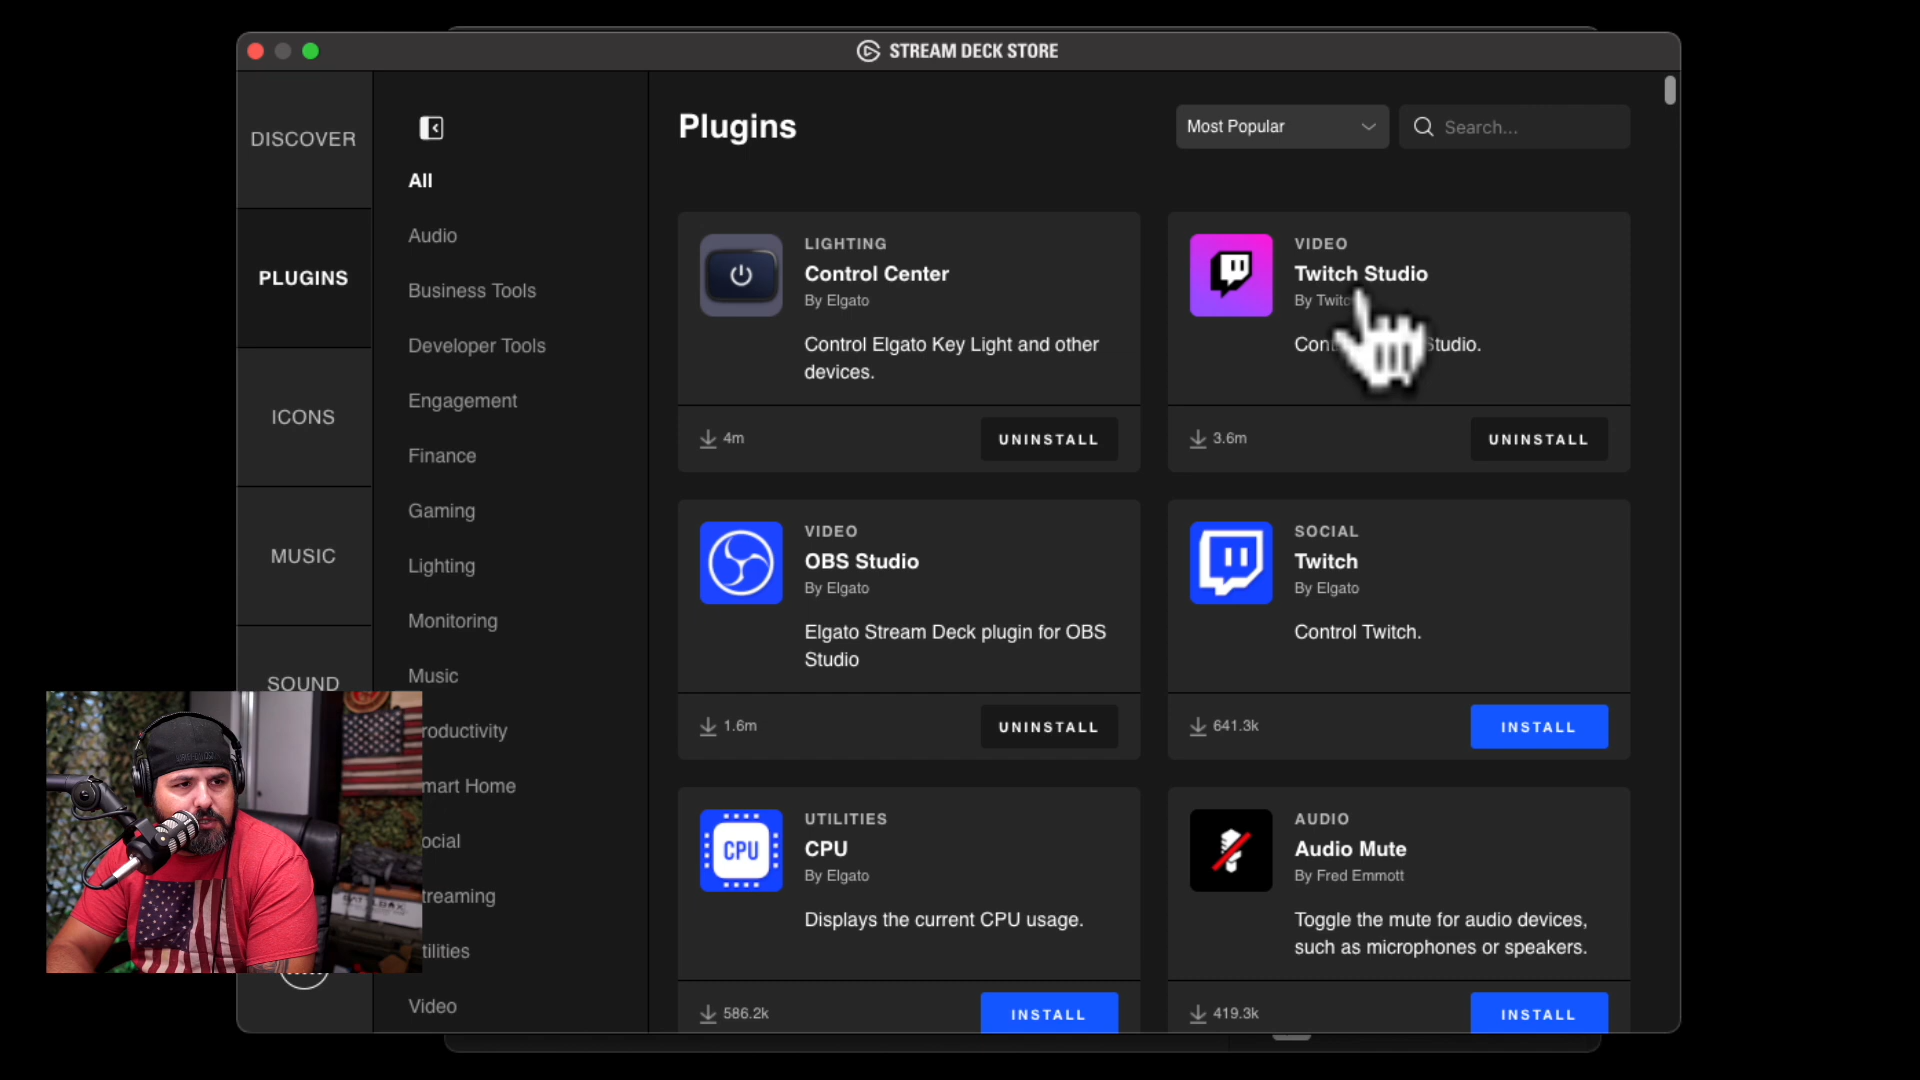 STREAM DECK STORE
DISCOVER
PLUGINS
ICONS
MUSIC
SOUND
All
Audio
Business Tools
Developer Tools
Engagement
Finance
Gaming
Lighting
Monitoring
Music
roductivity
mart Home
ocial
treaming
tilities
Video
Plugins
Most Popular
Search...
LIGHTING
Control Center
By Elgato
Control Elgato Key Light and other
devices.
4m
UNINSTALL
VIDEO
Twitch Studio
By Twitc
Con Studio.
3.6m
UNINSTALL
VIDEO
OBS Studio
By Elgato
Elgato Stream Deck plugin for OBS
Studio
1.6m
UNINSTALL
SOCIAL
Twitch
By Elgato
Control Twitch.
641.3k
INSTALL
CPU
UTILITIES
CPU
By Elgato
Displays the current CPU usage.
586.2k
INSTALL
AUDIO
Audio Mute
By Fred Emmott
Toggle the mute for audio devices,
such as microphones or speakers.
419.3k
INSTALL